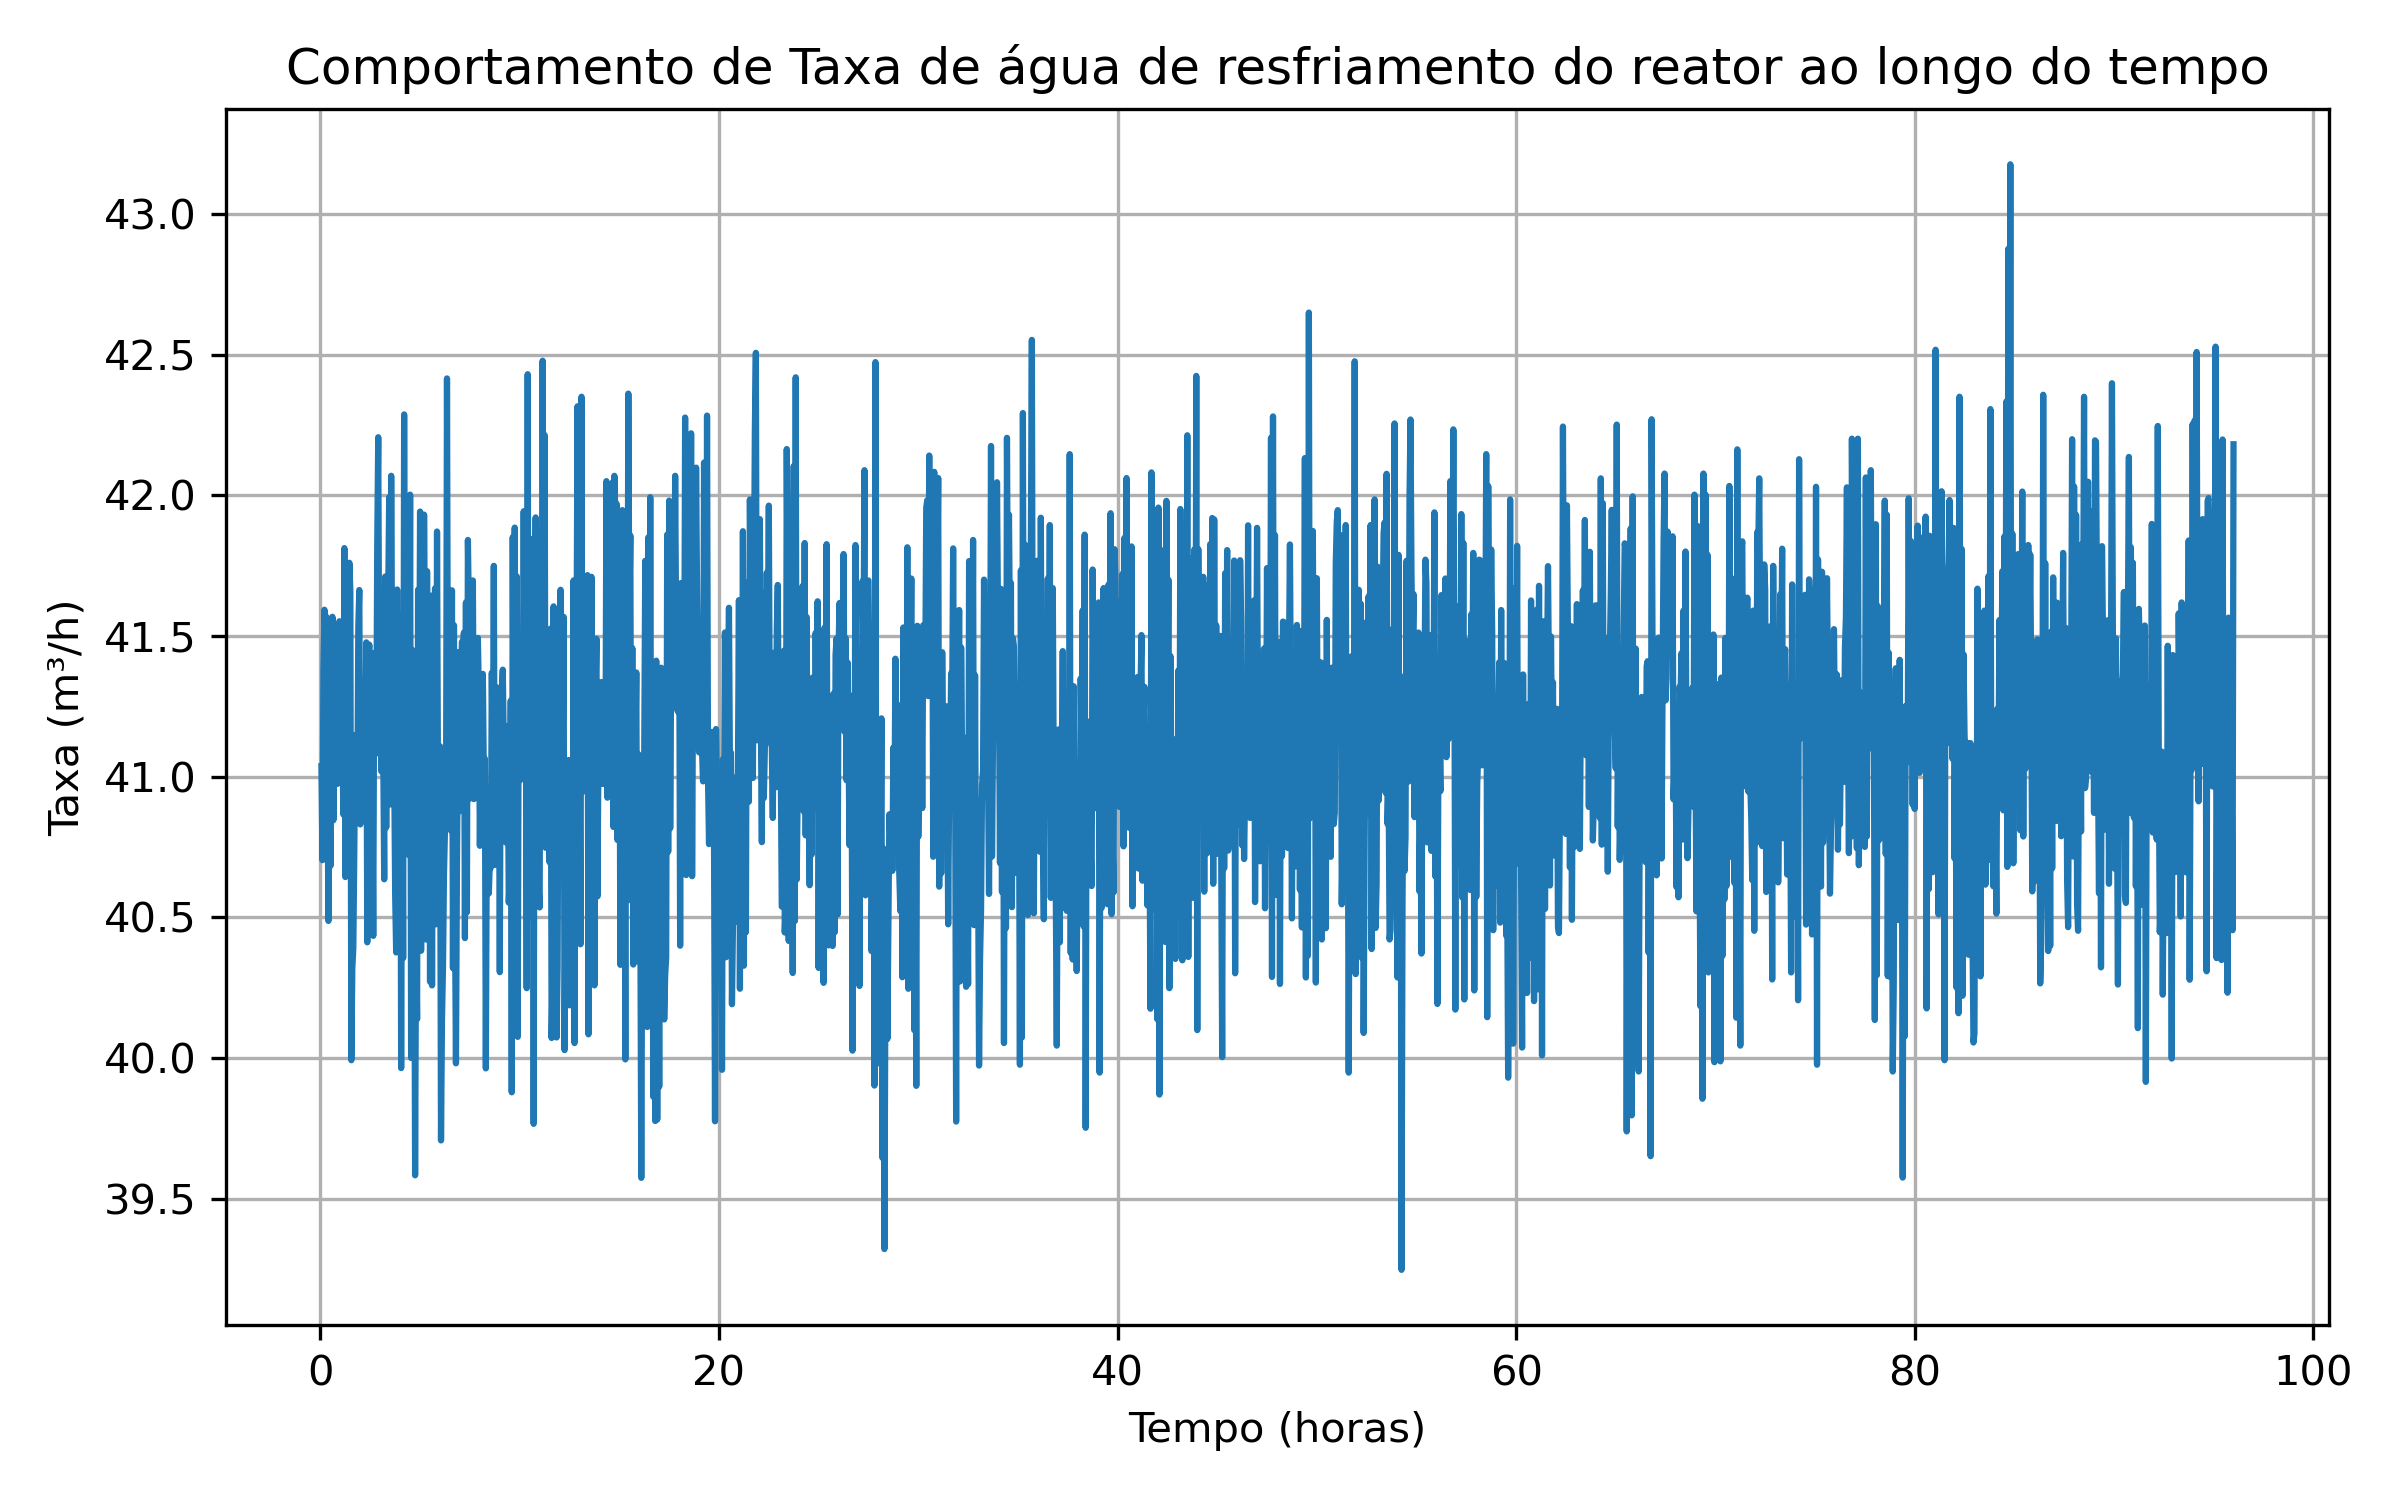 Comportamento de Taxa de água de resfriamento do reator ao longo do tempo
Taxa (m³/h)
43.0
42.5
42.0
41.5
41.0
40.5
40.0
39.5
0 20 40 60 80 100
Tempo (horas)